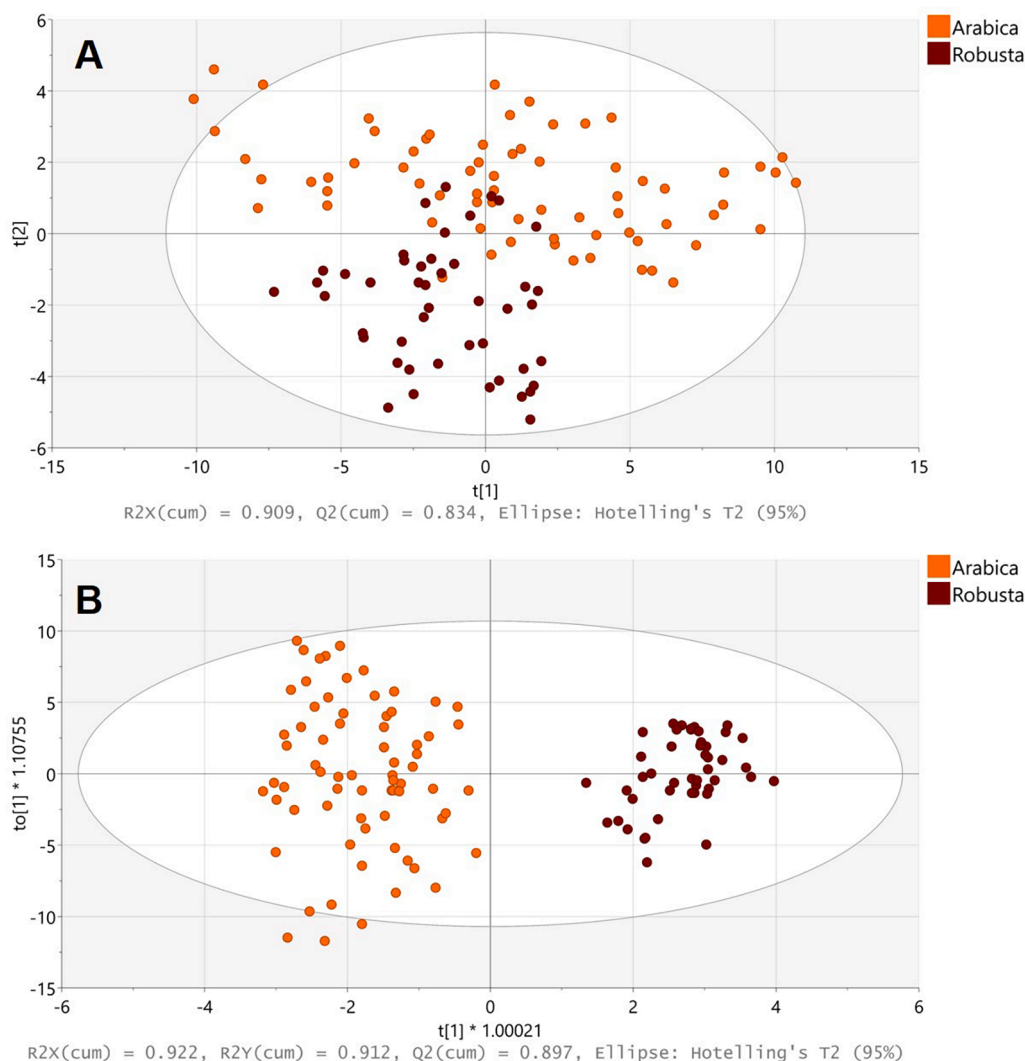 A
Arabica
Robusta
6
4
2
0
-2
-4
-6
t[2]
-15
-10
-5
0
5
10
15
t[1]
R2X(cum) = 0.909, Q2(cum) = 0.834, Ellipse: Hotelling's T2 (95%)
B
Arabica
Robusta
15
10
5
0
-5
-10
-15
to[1] * 1.10755
-6
-4
-2
0
2
4
6
t[1] * 1.00021
R2X(cum) = 0.922, R2Y(cum) = 0.912, Q2(cum) = 0.897, Ellipse: Hotelling's T2 (95%)